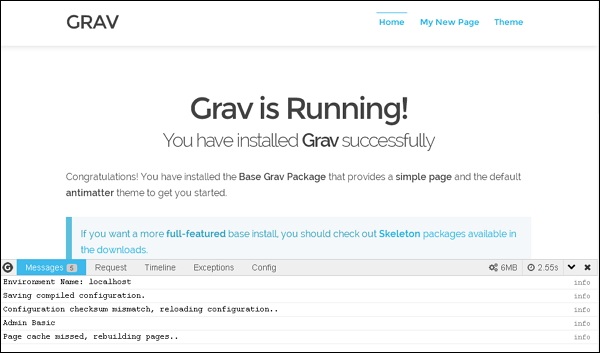 GRAV
Home My New Page Theme
Grav is Running!
You have installed Grav successfully
Congratulations! You have installed the Base Grav Package that provides a simple page and the default
antimatter theme to get you started.
If you want a more full-featured base install, you should check out Skeleton packages available in
the downloads.
Messages 5 Request Timeline Exceptions Config 6MB 2.55s
Environment Name: localhost info
Saving compiled configuration. info
Configuration checksum mismatch, reloading configuration.. info
Admin Basic info
Page cache missed, rebuilding pages.. info